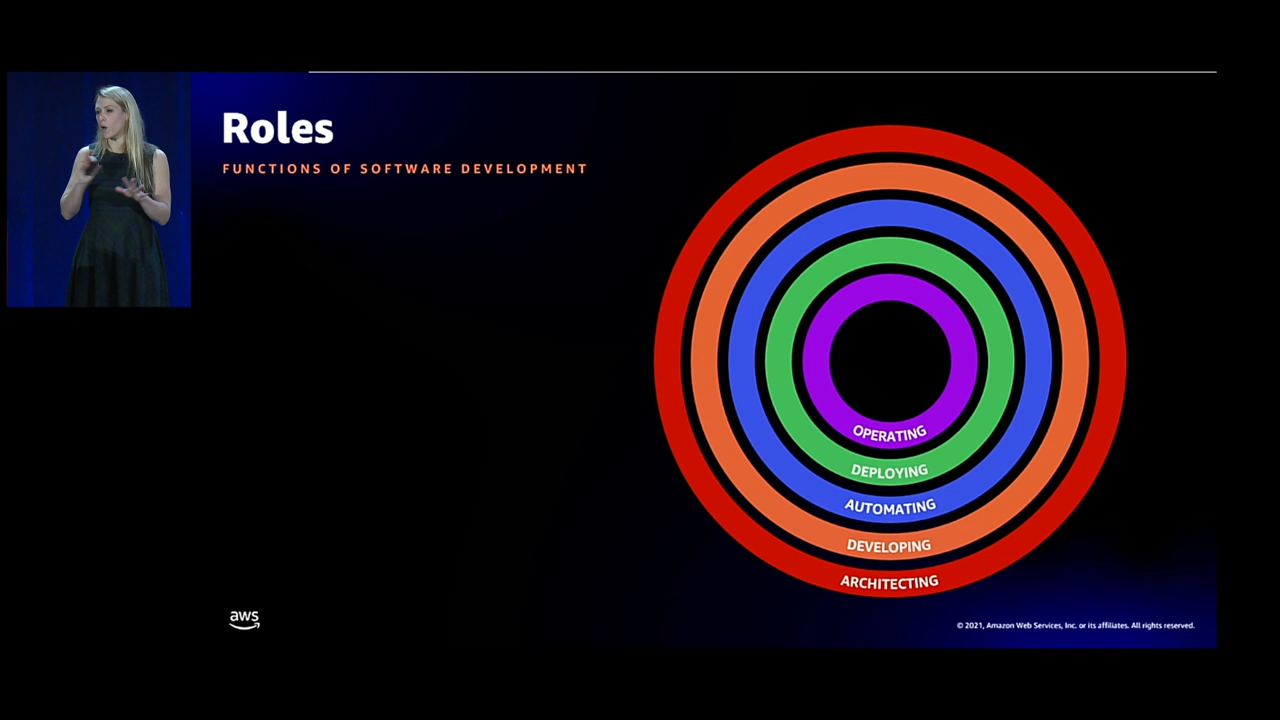 Roles
FUNCTIONS OF SOFTWARE DEVELOPMENT
OPERATING
DEPLOYING
AUTOMATING
DEVELOPING
ARCHITECTING
aws
© 2021, Amazon Web Services, Inc. or its affiliates. All rights reserved.